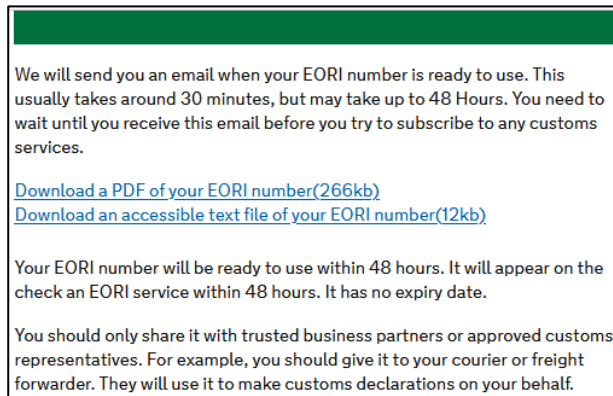 We will send you an email when your EORI number is ready to use. This
usually takes around 30 minutes, but may take up to 48 Hours. You need to
wait until you receive this email before you try to subscribe to any customs
services.
Download a PDF of your EORI number(266kb)
Download an accessible text file of your EORI number(12kb)
Your EORI number will be ready to use within 48 hours. It will appear on the
check an EORI service within 48 hours. It has no expiry date.
You should only share it with trusted business partners or approved customs
representatives. For example, you should give it to your courier or freight
forwarder. They will use it to make customs declarations on your behalf.